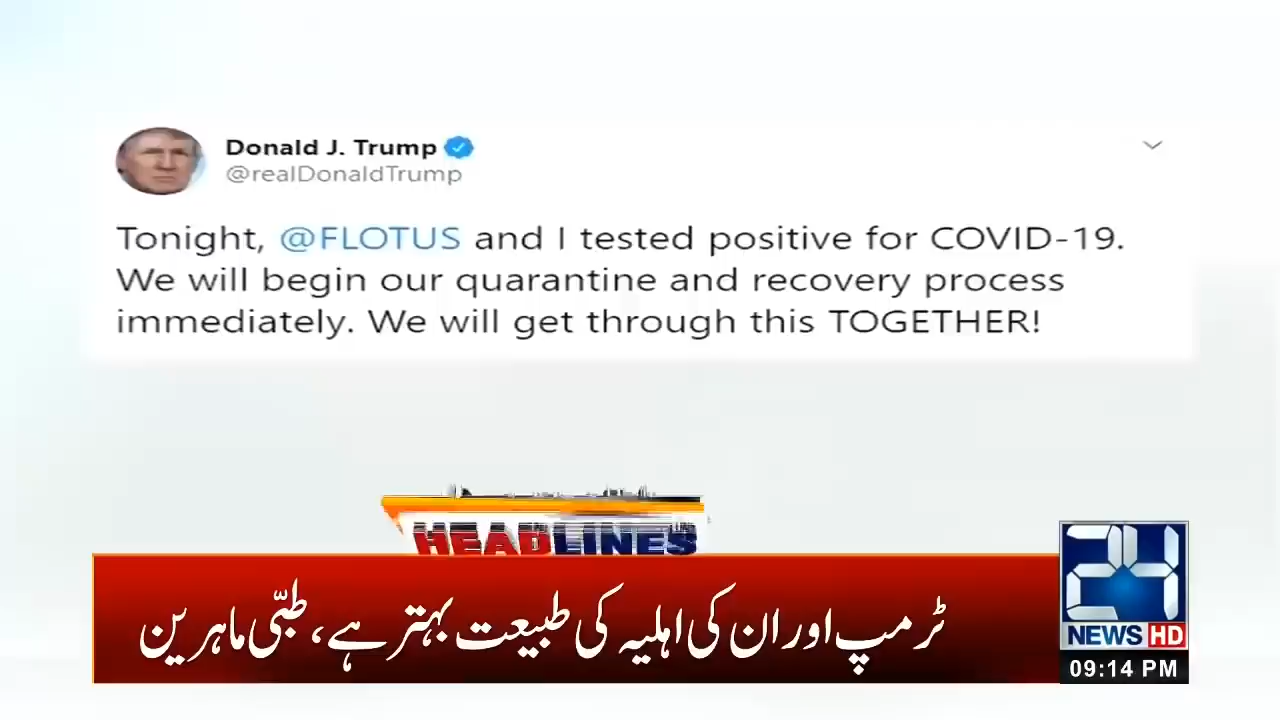 Donald J. Trump
@realDonaldTrump
Tonight, @FLOTUS and I tested positive for COVID-19.
We will begin our quarantine and recovery process
immediately. We will get through this TOGETHER!
HEADLINES
ٹرمپ اور ان کی اہلیہ کی طبیعت بہتر ہے، طبّی ماہرین
24
NEWS HD
09:14 PM